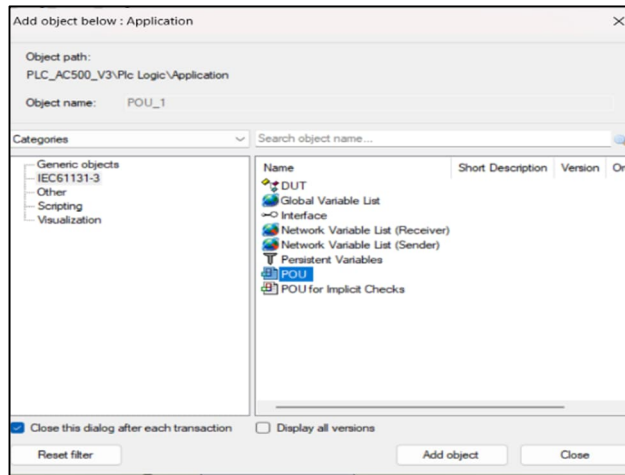 Add object below : Application
Object path:
PLC_AC500_V3\Plc Logic\Application
Object name: POU_1
Categories
Search object name...
Generic objects
IEC61131-3
Other
Scripting
Visualization
Name Short Description Version Or
DUT
Global Variable List
Interface
Network Variable List (Receiver)
Network Variable List (Sender)
Persistent Variables
POU
POU for Implicit Checks
Close this dialog after each transaction
Display all versions
Reset filter
Add object
Close